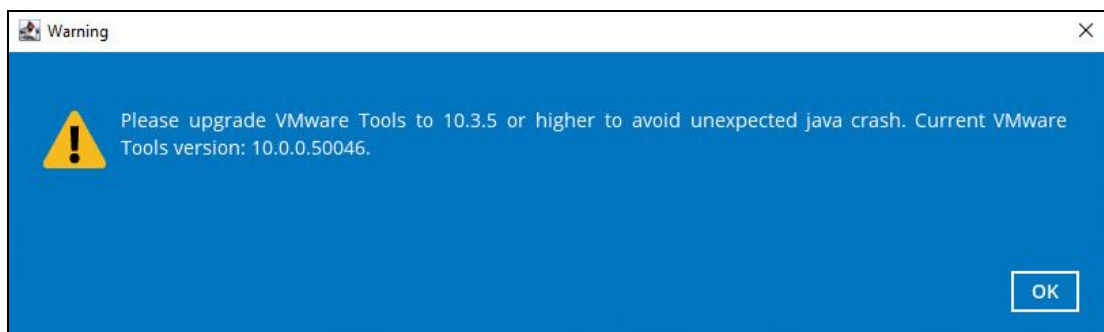 Warning
Please upgrade VMware Tools to 10.3.5 or higher to avoid unexpected java crash. Current VMware
Tools version: 10.0.0.50046.
OK